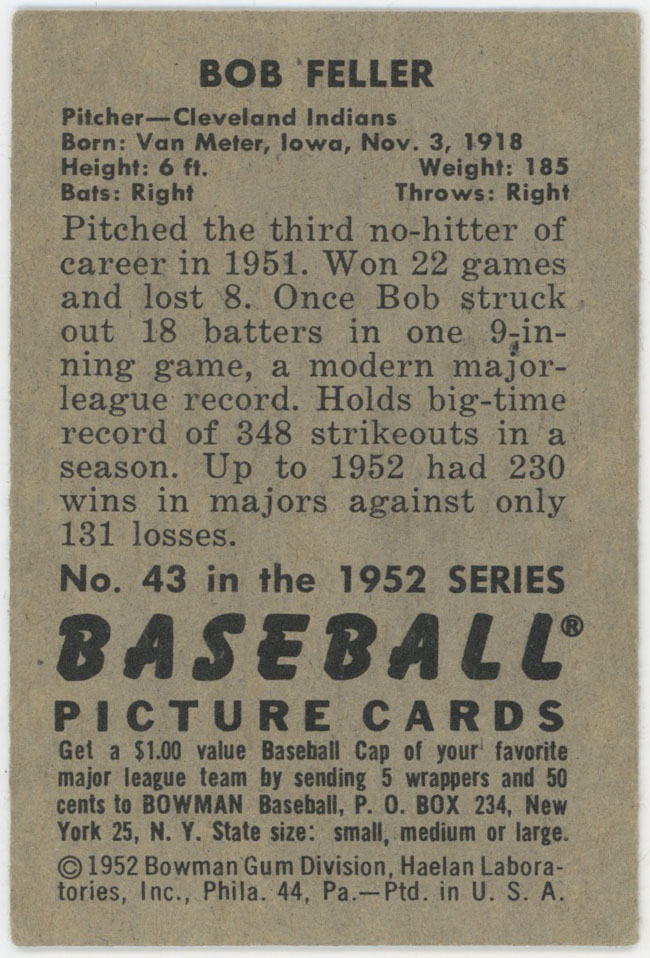 BOB FELLER
Pitcher—Cleveland Indians
Born: Van Meter, Iowa, Nov. 3, 1918
Height: 6 ft. Weight: 185
Bats: Right Throws: Right
Pitched the third no-hitter of
career in 1951. Won 22 games
and lost 8. Once Bob struck
out 18 batters in one 9-in-
ning game, a modern major-
league record. Holds big-time
record of 348 strikeouts in a
season. Up to 1952 had 230
wins in majors against only
131 losses.
No. 43 in the 1952 SERIES
BASEBALL®
PICTURE CARDS
Get a $1.00 value Baseball Cap of your favorite
major league team by sending 5 wrappers and 50
cents to BOWMAN Baseball, P. O. BOX 234, New
York 25, N. Y. State size: small, medium or large.
© 1952 Bowman Gum Division, Haelan Labora-
tories, Inc., Phila. 44, Pa.—Ptd. in U. S. A.